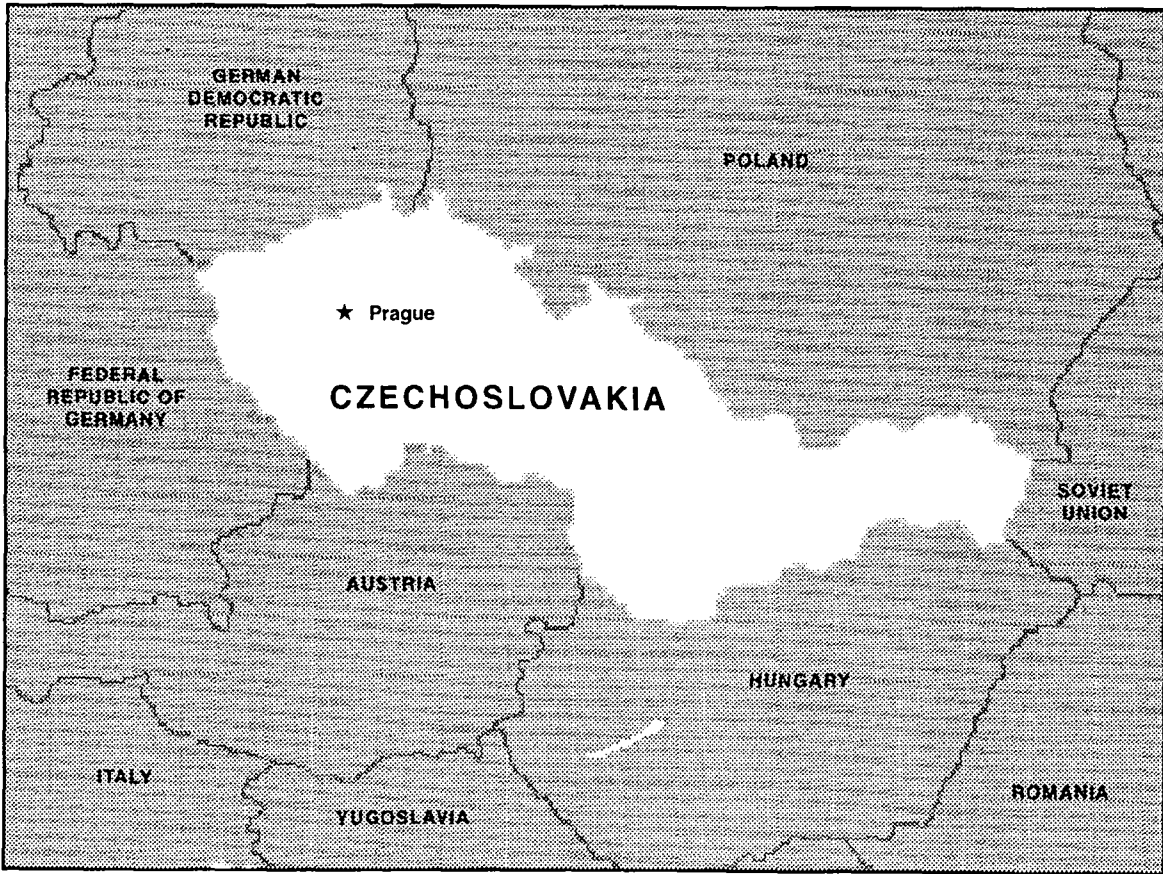 GERMAN
DEMOCRATIC
REPUBLIC
POLAND
★ Prague
CZECHOSLOVAKIA
FEDERAL
REPUBLIC OF
GERMANY
SOVIET
UNION
AUSTRIA
HUNGARY
ITALY
ROMANIA
YUGOSLAVIA